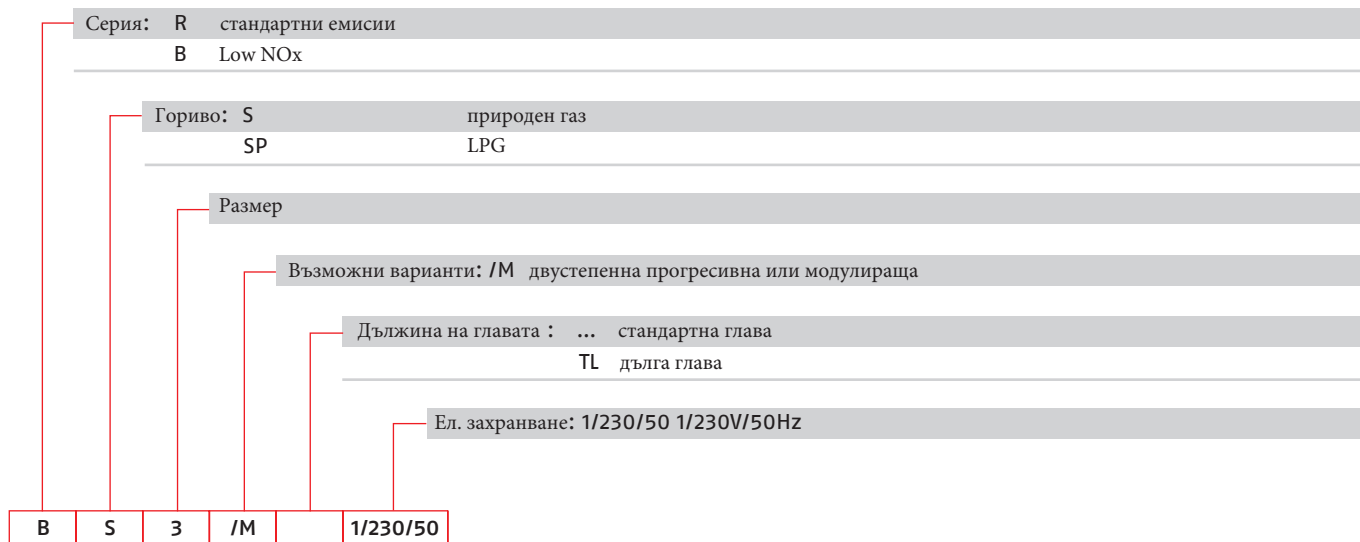 Серия: R стандартни емисии
B Low NOx
Гориво: S природен газ
SP LPG
Размер
Възможни варианти: /M двустепенна прогресивна или модулираща
Дължина на главата : ... стандартна глава
TL дълга глава
Ел. захранване: 1/230/50 1/230V/50Hz
B S 3 /M 1/230/50